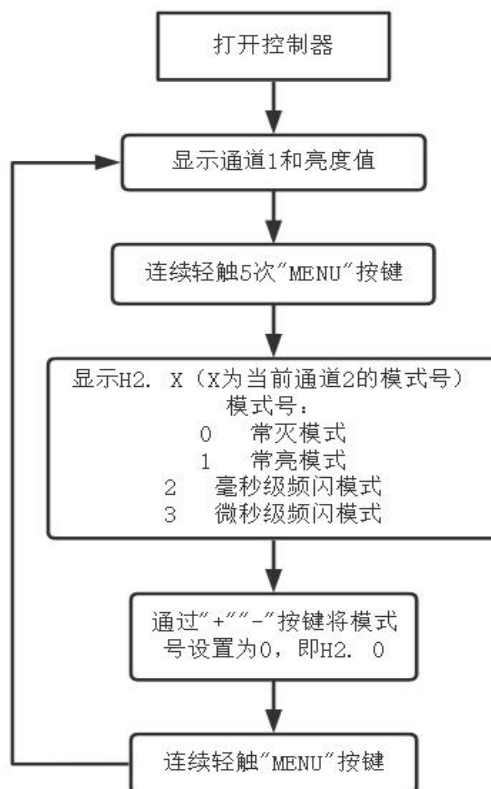 打开控制器
显示通道1和亮度值
连续轻触5次"MENU"按键
显示H2. X（X为当前通道2的模式号）
模式号：
0 常灭模式
1 常亮模式
2 毫秒级频闪模式
3 微秒级频闪模式
通过"+""-"按键将模式
号设置为0, 即H2. 0
连续轻触"MENU"按键